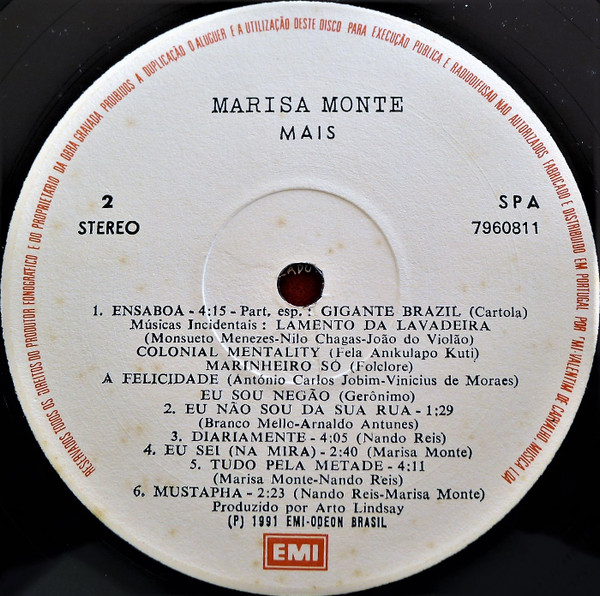 RESERVADOS TODOS OS DIREITOS DO PRODUTOR FONOGRÁFICO E DO PROPRIETARIO DA OBRA GRAVADA PROIBIDOS A DUPLICAÇÃO O ALUGUER E A UTILIZAÇÃO DESTE DISCO PARA EXECUÇÃO PUBLICA E RADIODIFUSÃO NÃO AUTORIZADOS FABRICADO E DISTRIBUIDO EM PORTUGAL POR EMI-VALENTIM DE CARVALHO, MUSICA LDA
MARISA MONTE
MAIS
2
STEREO
SPA
7960811
1. ENSABOA - 4:15 - Part. esp.: GIGANTE BRAZIL (Cartola)
Músicas Incidentais: LAMENTO DA LAVADEIRA
(Monsueto Menezes-Nilo Chagas-João do Violão)
COLONIAL MENTALITY (Fela Anikulapo Kuti)
MARINHEIRO SÓ (Folclore)
A FELICIDADE (António Carlos Jobim-Vinicius de Moraes)
EU SOU NEGÃO (Gerônimo)
2. EU NÃO SOU DA SUA RUA - 1:29
(Branco Mello-Arnaldo Antunes)
3. DIARIAMENTE - 4:05 (Nando Reis)
4. EU SEI (NA MIRA) - 2:40 (Marisa Monte)
5. TUDO PELA METADE - 4:11
(Marisa Monte-Nando Reis)
6. MUSTAPHA - 2:23 (Nando Reis-Marisa Monte)
Produzido por Arto Lindsay
(P) 1991 EMI-ODEON BRASIL
EMI